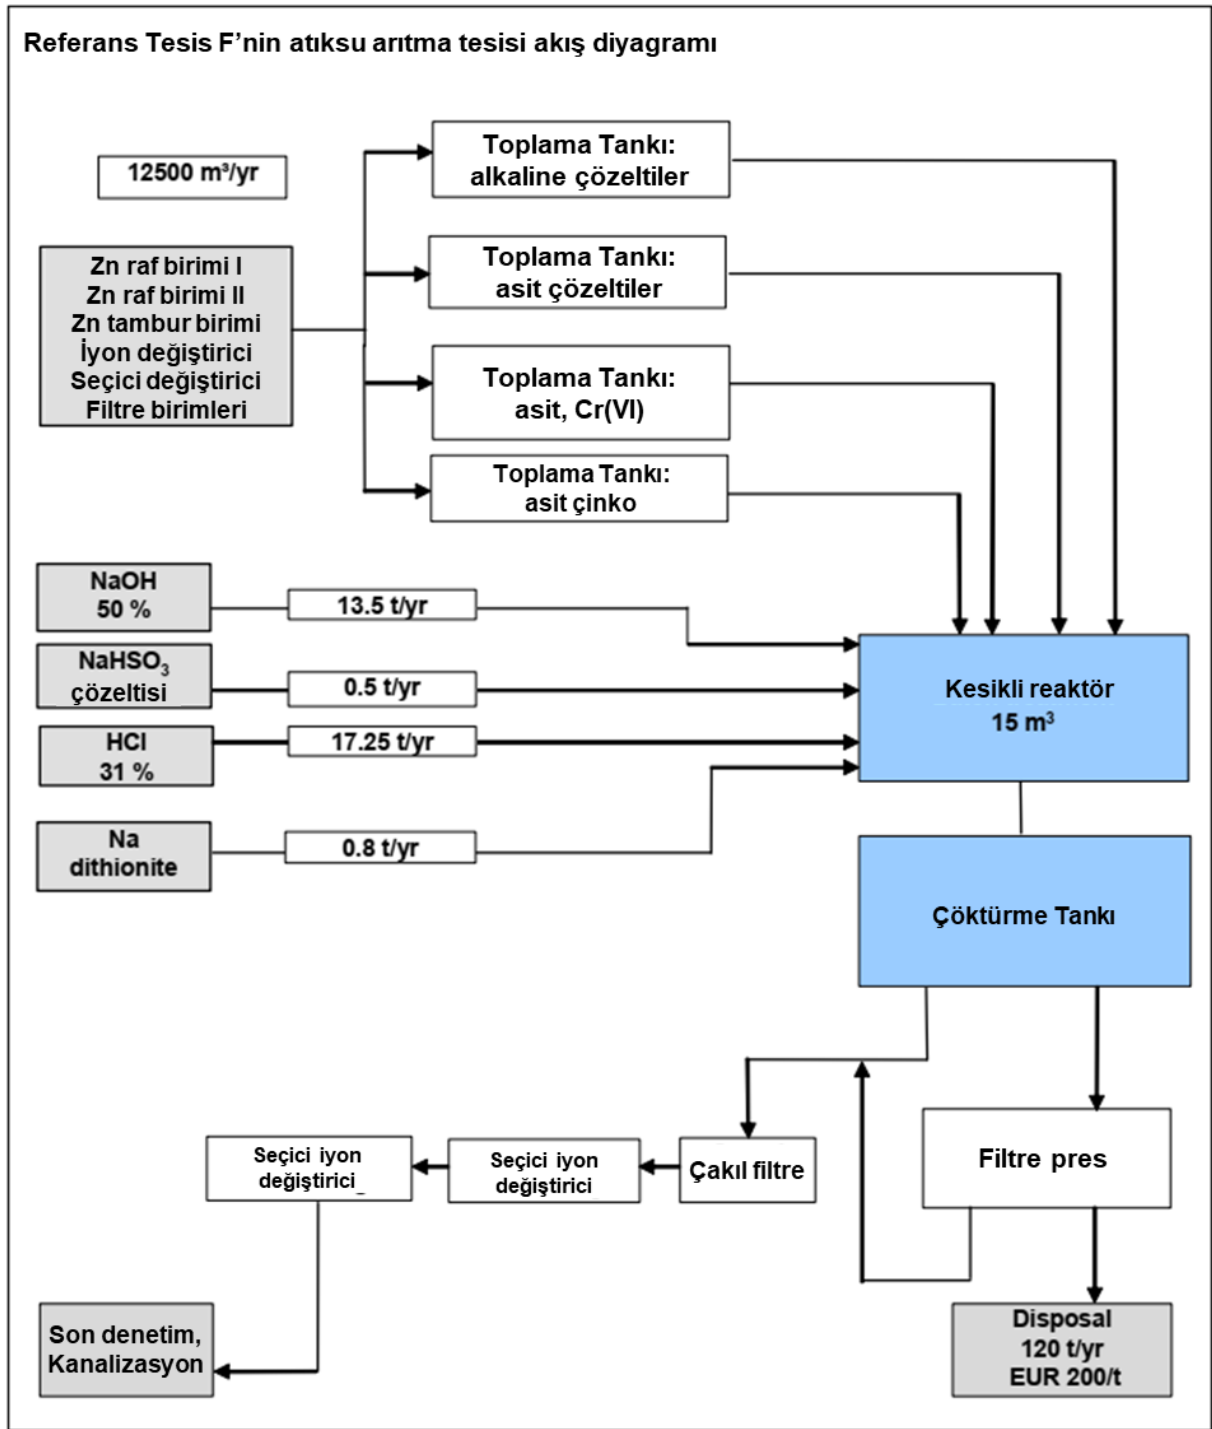 Referans Tesis F’nin atıksu arıtma tesisi akış diyagramı
12500 m³/yr
Toplama Tankı:
alkaline çözeltiler
Zn raf birimi I
Zn raf birimi II
Zn tambur birimi
İyon değiştirici
Seçici değiştirici
Filtre birimleri
Toplama Tankı:
asit çözeltiler
Toplama Tankı:
asit, Cr(VI)
Toplama Tankı:
asit çinko
NaOH
50 %
13.5 t/yr
NaHSO₃
çözeltisi
0.5 t/yr
HCl
31 %
17.25 t/yr
Na
dithionite
0.8 t/yr
Kesikli reaktör
15 m³
Çöktürme Tankı
Filtre pres
Çakıl filtre
Seçici iyon
değiştirici
Seçici iyon
değiştirici
Son denetim,
Kanalizasyon
Disposal
120 t/yr
EUR 200/t